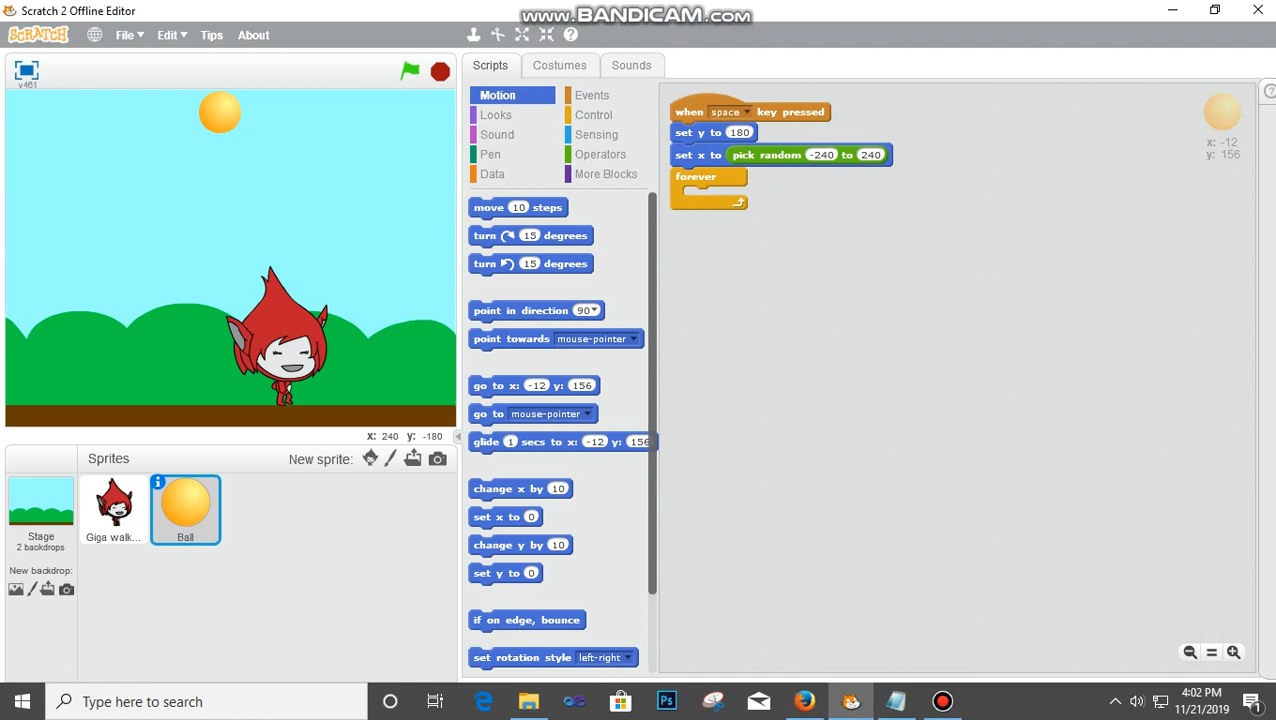 Scratch 2 Offline Editor
www.BANDICAM.com
SCRATCH File Edit Tips About
v461
Scripts Costumes Sounds
Motion Events
Looks Control
Sound Sensing
Pen Operators
Data More Blocks
move 10 steps
turn 15 degrees
turn 15 degrees
point in direction 90
point towards mouse-pointer
go to x: -12 y: 156
go to mouse-pointer
glide 1 secs to x: -12 y: 156
change x by 10
set x to 0
change y by 10
set y to 0
if on edge, bounce
set rotation style left-right
when space key pressed
set y to 180
set x to pick random -240 to 240
forever
x: -12
y: 156
x: 240 y: -180
Sprites New sprite:
Stage
2 backdrops
New backdrop:
Giga walk...
Ball
Type here to search
4:02 PM
11/21/2019
1